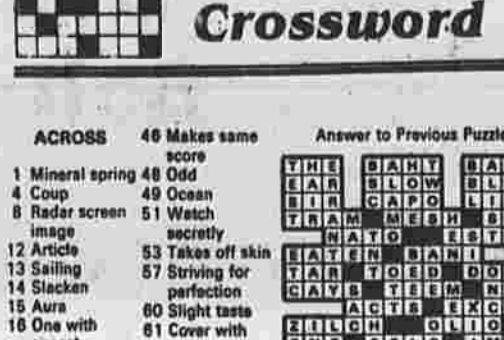 Crossword
ACROSS
1 Mineral spring
4 Coup
8 Radar screen
image
12 Article
13 Sailing
14 Slacken
15 Aura
16 One with
46 Makes same
score
48 Odd
49 Ocean
51 Watch
secretly
53 Takes off skin
57 Striving for
perfection
60 Slight taste
61 Cover with
Answer to Previous Puzzle
THE BAHT BA
EAR SLOW BL
SIR CAPO LI
TRAM MESH E
NATO EST
EATEN BANI
TAR TOED DO
CAYS TEEM N
ACTS EXC
ZILCH OLIO